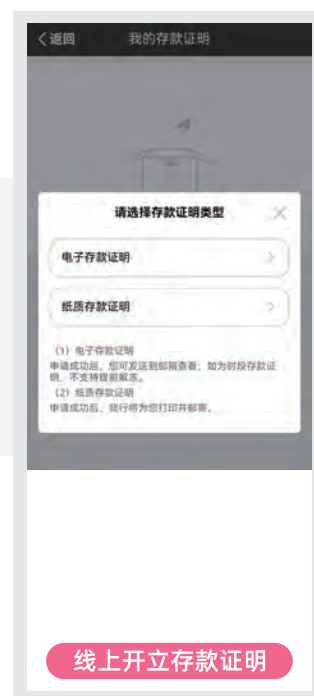 返回
我的存款证明
请选择存款证明类型
电子存款证明
纸质存款证明
(1) 电子存款证明
申请成功后，您可发送到邮箱查看；如为时段存款证
明，不支持提前解冻。
(2) 纸质存款证明
申请成功后，我行将为您打印并邮寄。
线上开立存款证明